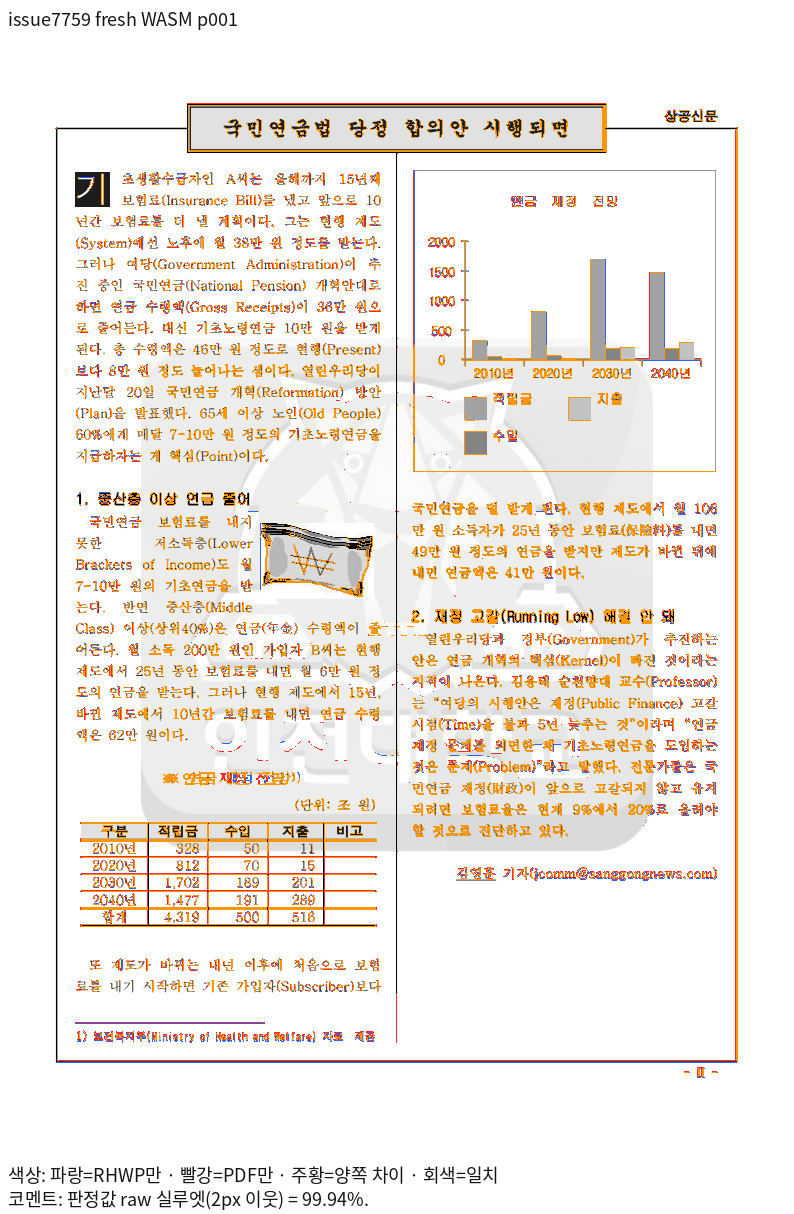 issue7759 fresh WASM p001
국민연금법 당정 합의안 시행되면
상공신문
기초생활수급자인 A씨는 올해까지 15년째
보험료(Insurance Bill)를 냈고 앞으로 10
년간 보험료를 더 낼 계획이다. 그는 현행 제도
(System)에선 노후에 월 38만 원 정도를 받는다.
그러나 여당(Government Administration)이 추
진 중인 국민연금(National Pension) 개혁안대로
하면 연금 수령액(Gross Receipts)이 36만 원으
로 줄어든다. 대신 기초노령연금 10만 원을 받게
된다. 총 수령액은 46만 원 정도로 현행(Present)
보다 8만 원 정도 늘어나는 셈이다. 열린우리당이
지난달 20일 국민연금 개혁(Reformation) 방안
(Plan)을 발표했다. 65세 이상 노인(Old People)
60%에게 매달 7-10만 원 정도의 기초노령연금을
지급하자는 게 핵심(Point)이다.
1. 중산층 이상 연금 줄어
국민연금 보험료를 내지
못한 저소득층(Lower
Brackets of Income)도 월
7-10만 원의 기초연금을 받
는다. 반면 중산층(Middle
Class) 이상(상위40%)은 연금(年金) 수령액이 줄
어든다. 월 소득 200만 원인 가입자 B씨는 현행
제도에서 25년 동안 보험료를 내면 월 6만 원 정
도의 연금을 받는다. 그러나 현행 제도에서 15년,
바뀐 제도에서 10년간 보험료를 내면 연금 수령
액은 62만 원이다.
※ 연금 재정 전망1)
(단위: 조 원)
구분 적립금 수입 지출 비고
2010년 328 50 11
2020년 812 70 15
2030년 1,702 189 201
2040년 1,477 191 289
합계 4,319 500 516
또 제도가 바뀌는 내년 이후에 처음으로 보험
료를 내기 시작하면 기존 가입자(Subscriber)보다
1) 보건복지부(Ministry of Health and Welfare) 자료 제공
연금 재정 전망
2000
1500
1000
500
0
2010년 2020년 2030년 2040년
적립금 지출
수입
국민연금을 덜 받게 된다. 현행 제도에서 월 106
만 원 소득자가 25년 동안 보험료(保險料)를 내면
49만 원 정도의 연금을 받지만 제도가 바뀐 뒤에
내면 연금액은 41만 원이다.
2. 재정 고갈(Running Low) 해결 안 돼
열린우리당과 정부(Government)가 추진하는
안은 연금 개혁의 핵심(Kernel)이 빠진 것이라는
지적이 나온다. 김용태 순천향대 교수(Professor)
는 “여당의 시행안은 재정(Public Finance) 고갈
시점(Time)을 불과 5년 늦추는 것”이라며 “연금
재정 문제를 외면한 채 기초노령연금을 도입하는
것은 문제(Problem)”라고 말했다. 전문가들은 국
민연금 재정(財政)이 앞으로 고갈되지 않고 유지
되려면 보험료율은 현재 9%에서 20%로 올려야
할 것으로 진단하고 있다.
김영훈 기자(jcomm@sanggongnews.com)
- II -
색상: 파랑=RHWP만 · 빨강=PDF만 · 주황=양쪽 차이 · 회색=일치
코멘트: 판정값 raw 실루엣(2px 이웃) = 99.94%.